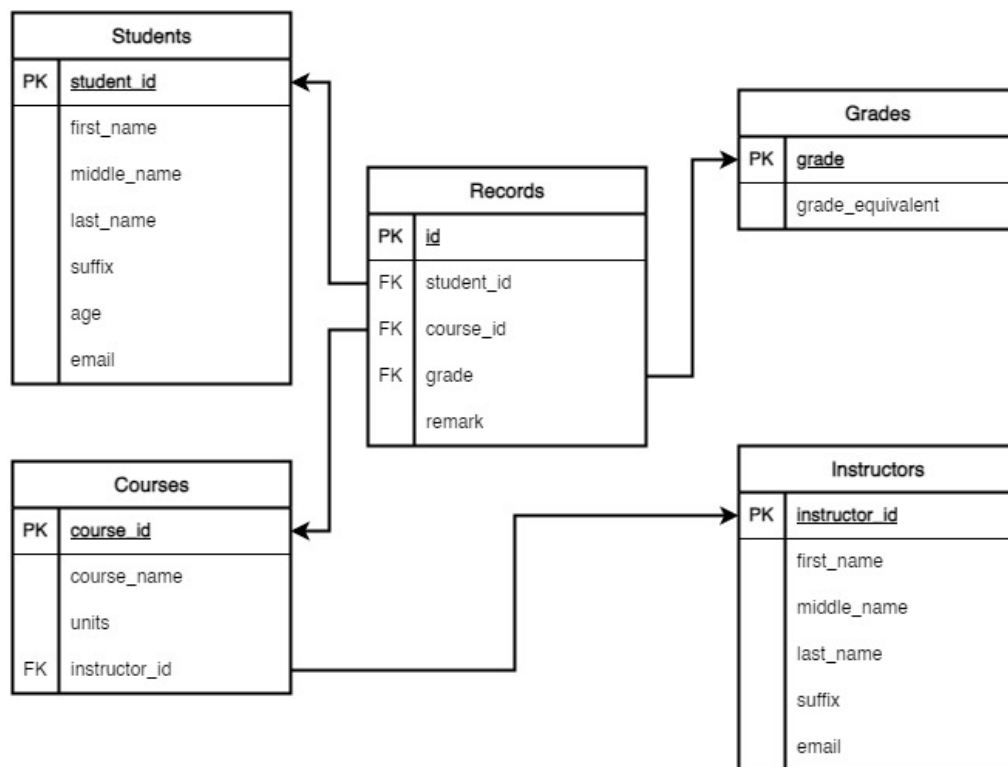 Students
PK student_id
first_name
middle_name
last_name
suffix
age
email
Records
PK id
FK student_id
FK course_id
FK grade
remark
Grades
PK grade
grade_equivalent
Courses
PK course_id
course_name
units
FK instructor_id
Instructors
PK instructor_id
first_name
middle_name
last_name
suffix
email